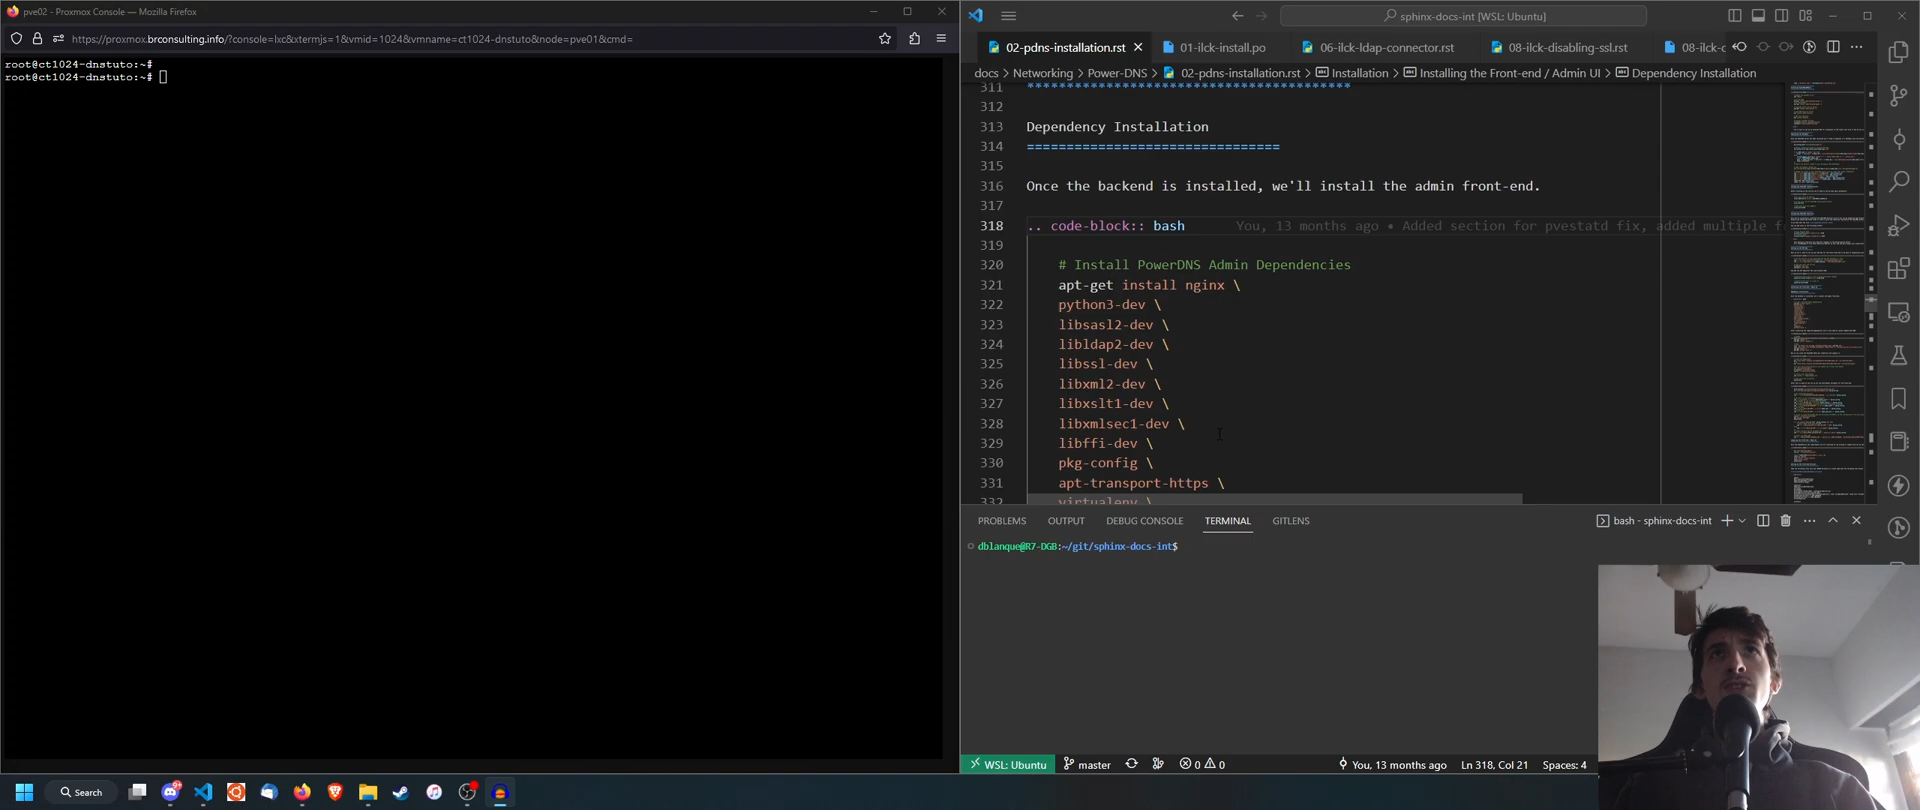 pve02 - Proxmox Console — Mozilla Firefox
https://proxmox.brconsulting.info/?console=lxc&xtermjs=1&vmid=1024&vmname=ct1024-dnstuto&node=pve01&cmd=
root@ct1024-dnstuto:~#
root@ct1024-dnstuto:~#
sphinx-docs-int [WSL: Ubuntu]
02-pdns-installation.rst
01-ilck-install.po
06-ilck-ldap-connector.rst
08-ilck-disabling-ssl.rst
08-ilck-c
docs > Networking > Power-DNS > 02-pdns-installation.rst > Installation > Installing the Front-end / Admin UI > Dependency Installation
311 ****************************************
312
313 Dependency Installation
314 ================================
315
316 Once the backend is installed, we'll install the admin front-end.
317
318 .. code-block:: bash You, 13 months ago • Added section for pvestatd fix, added multiple f
319
320 # Install PowerDNS Admin Dependencies
321 apt-get install nginx \
322 python3-dev \
323 libsasl2-dev \
324 libldap2-dev \
325 libssl-dev \
326 libxml2-dev \
327 libxslt1-dev \
328 libxmlsec1-dev \
329 libffi-dev \
330 pkg-config \
331 apt-transport-https \
332 virtualenv \
PROBLEMS OUTPUT DEBUG CONSOLE TERMINAL GITLENS
bash - sphinx-docs-int
dblanque@R7-DGB:~/git/sphinx-docs-int$
WSL: Ubuntu master 0 0 You, 13 months ago Ln 318, Col 21 Spaces: 4
Search